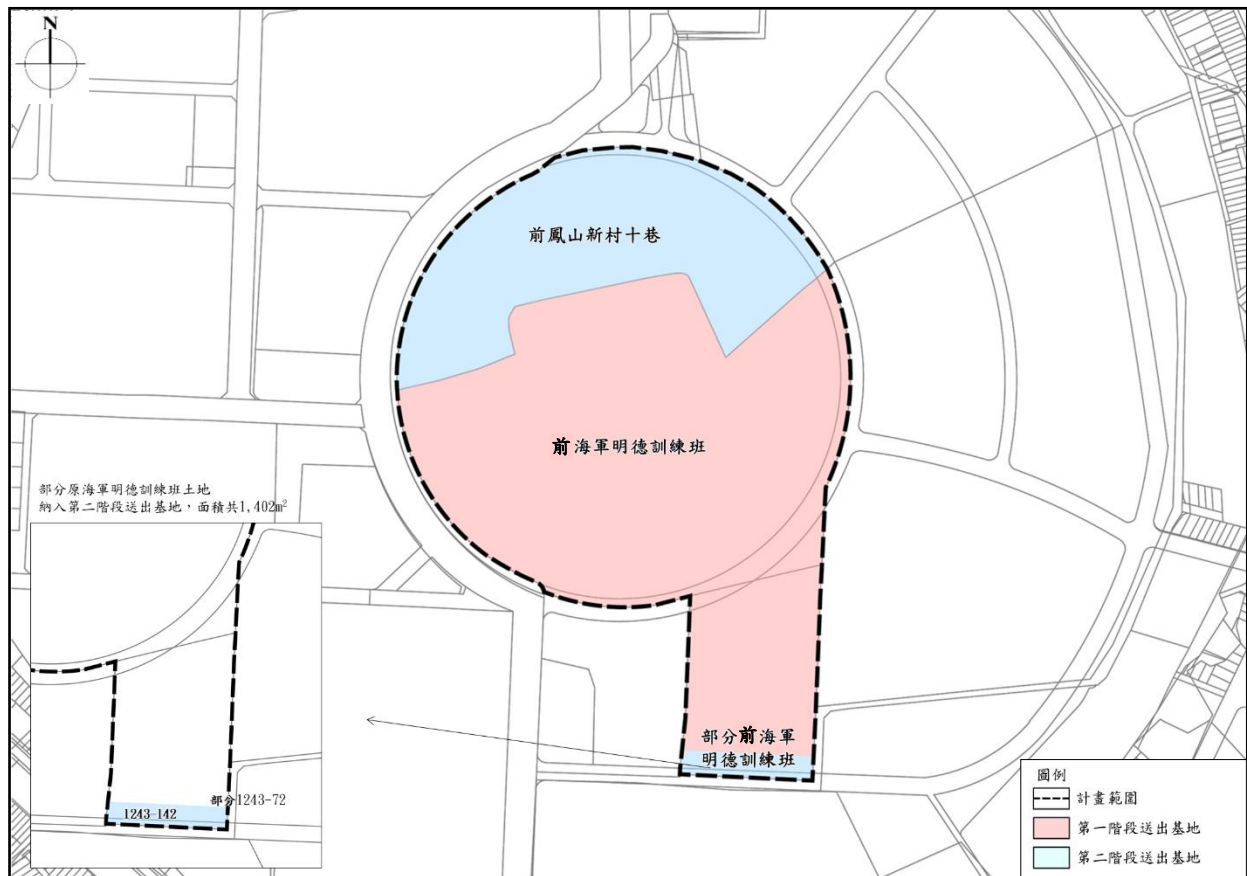 N
前鳳山新村十巷
前海軍明德訓練班
部分原海軍明德訓練班土地
納入第二階段送出基地，面積共1,402m²
部分前海軍
明德訓練班
部分1243-72
1243-142
圖例
計畫範圍
第一階段送出基地
第二階段送出基地